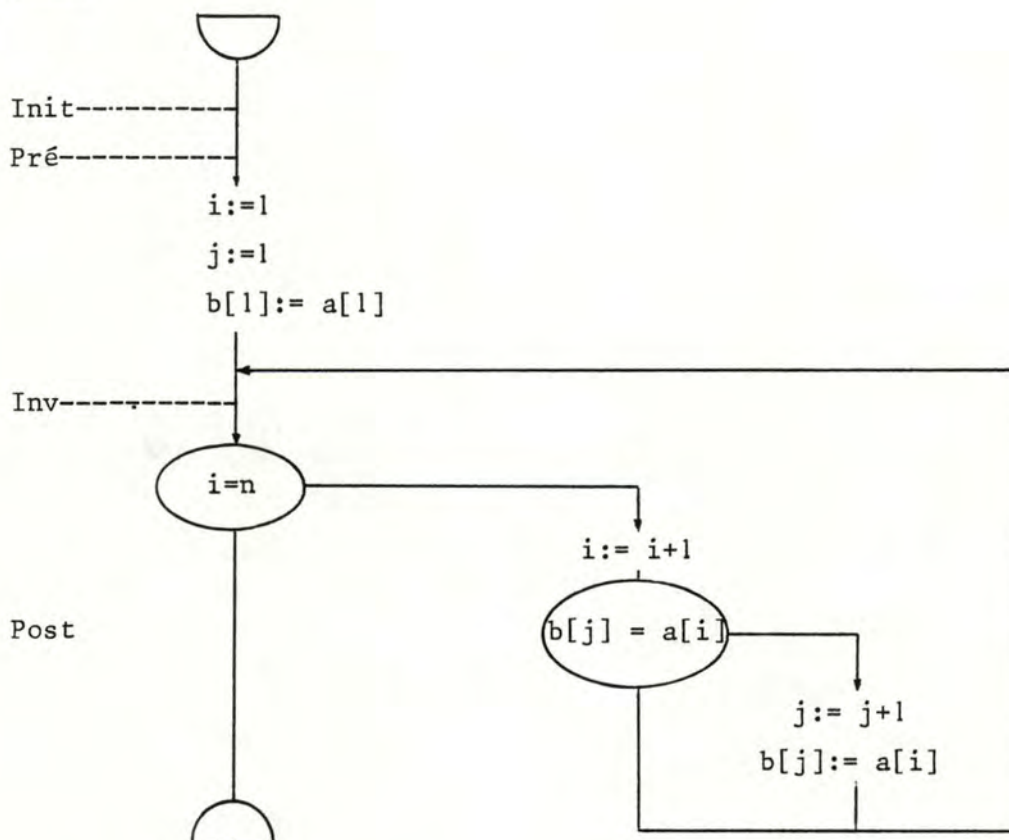 Init
Pré
i:=1
j:=1
b[1]:= a[1]
Inv
i=n
i:= i+1
b[j] = a[i]
Post
j:= j+1
b[j]:= a[i]